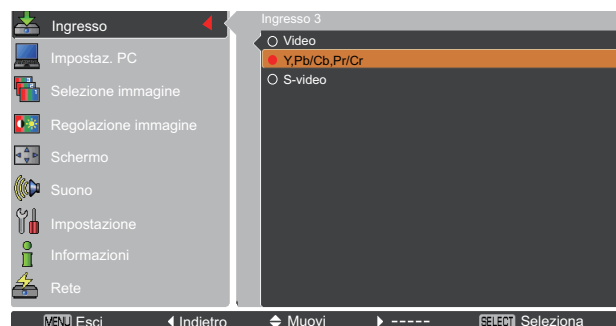 Ingresso
Impostaz. PC
Selezione immagine
Regolazione immagine
Schermo
Suono
Impostazione
Informazioni
Rete
Ingresso 3
Video
Y,Pb/Cb,Pr/Cr
S-video
MENU Esci Indietro Muovi ----- SELECT Seleziona